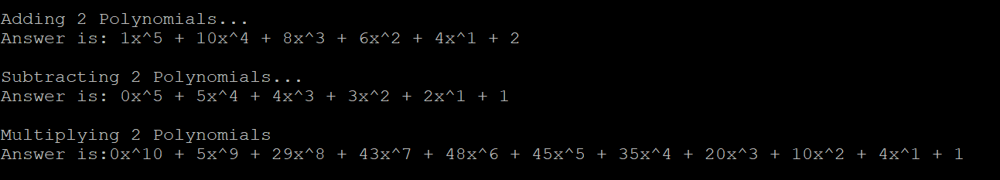 Adding 2 Polynomials...
Answer is: 1x^5 + 10x^4 + 8x^3 + 6x^2 + 4x^1 + 2
Subtracting 2 Polynomials...
Answer is: 0x^5 + 5x^4 + 4x^3 + 3x^2 + 2x^1 + 1
Multiplying 2 Polynomials
Answer is:0x^10 + 5x^9 + 29x^8 + 43x^7 + 48x^6 + 45x^5 + 35x^4 + 20x^3 + 10x^2 + 4x^1 + 1